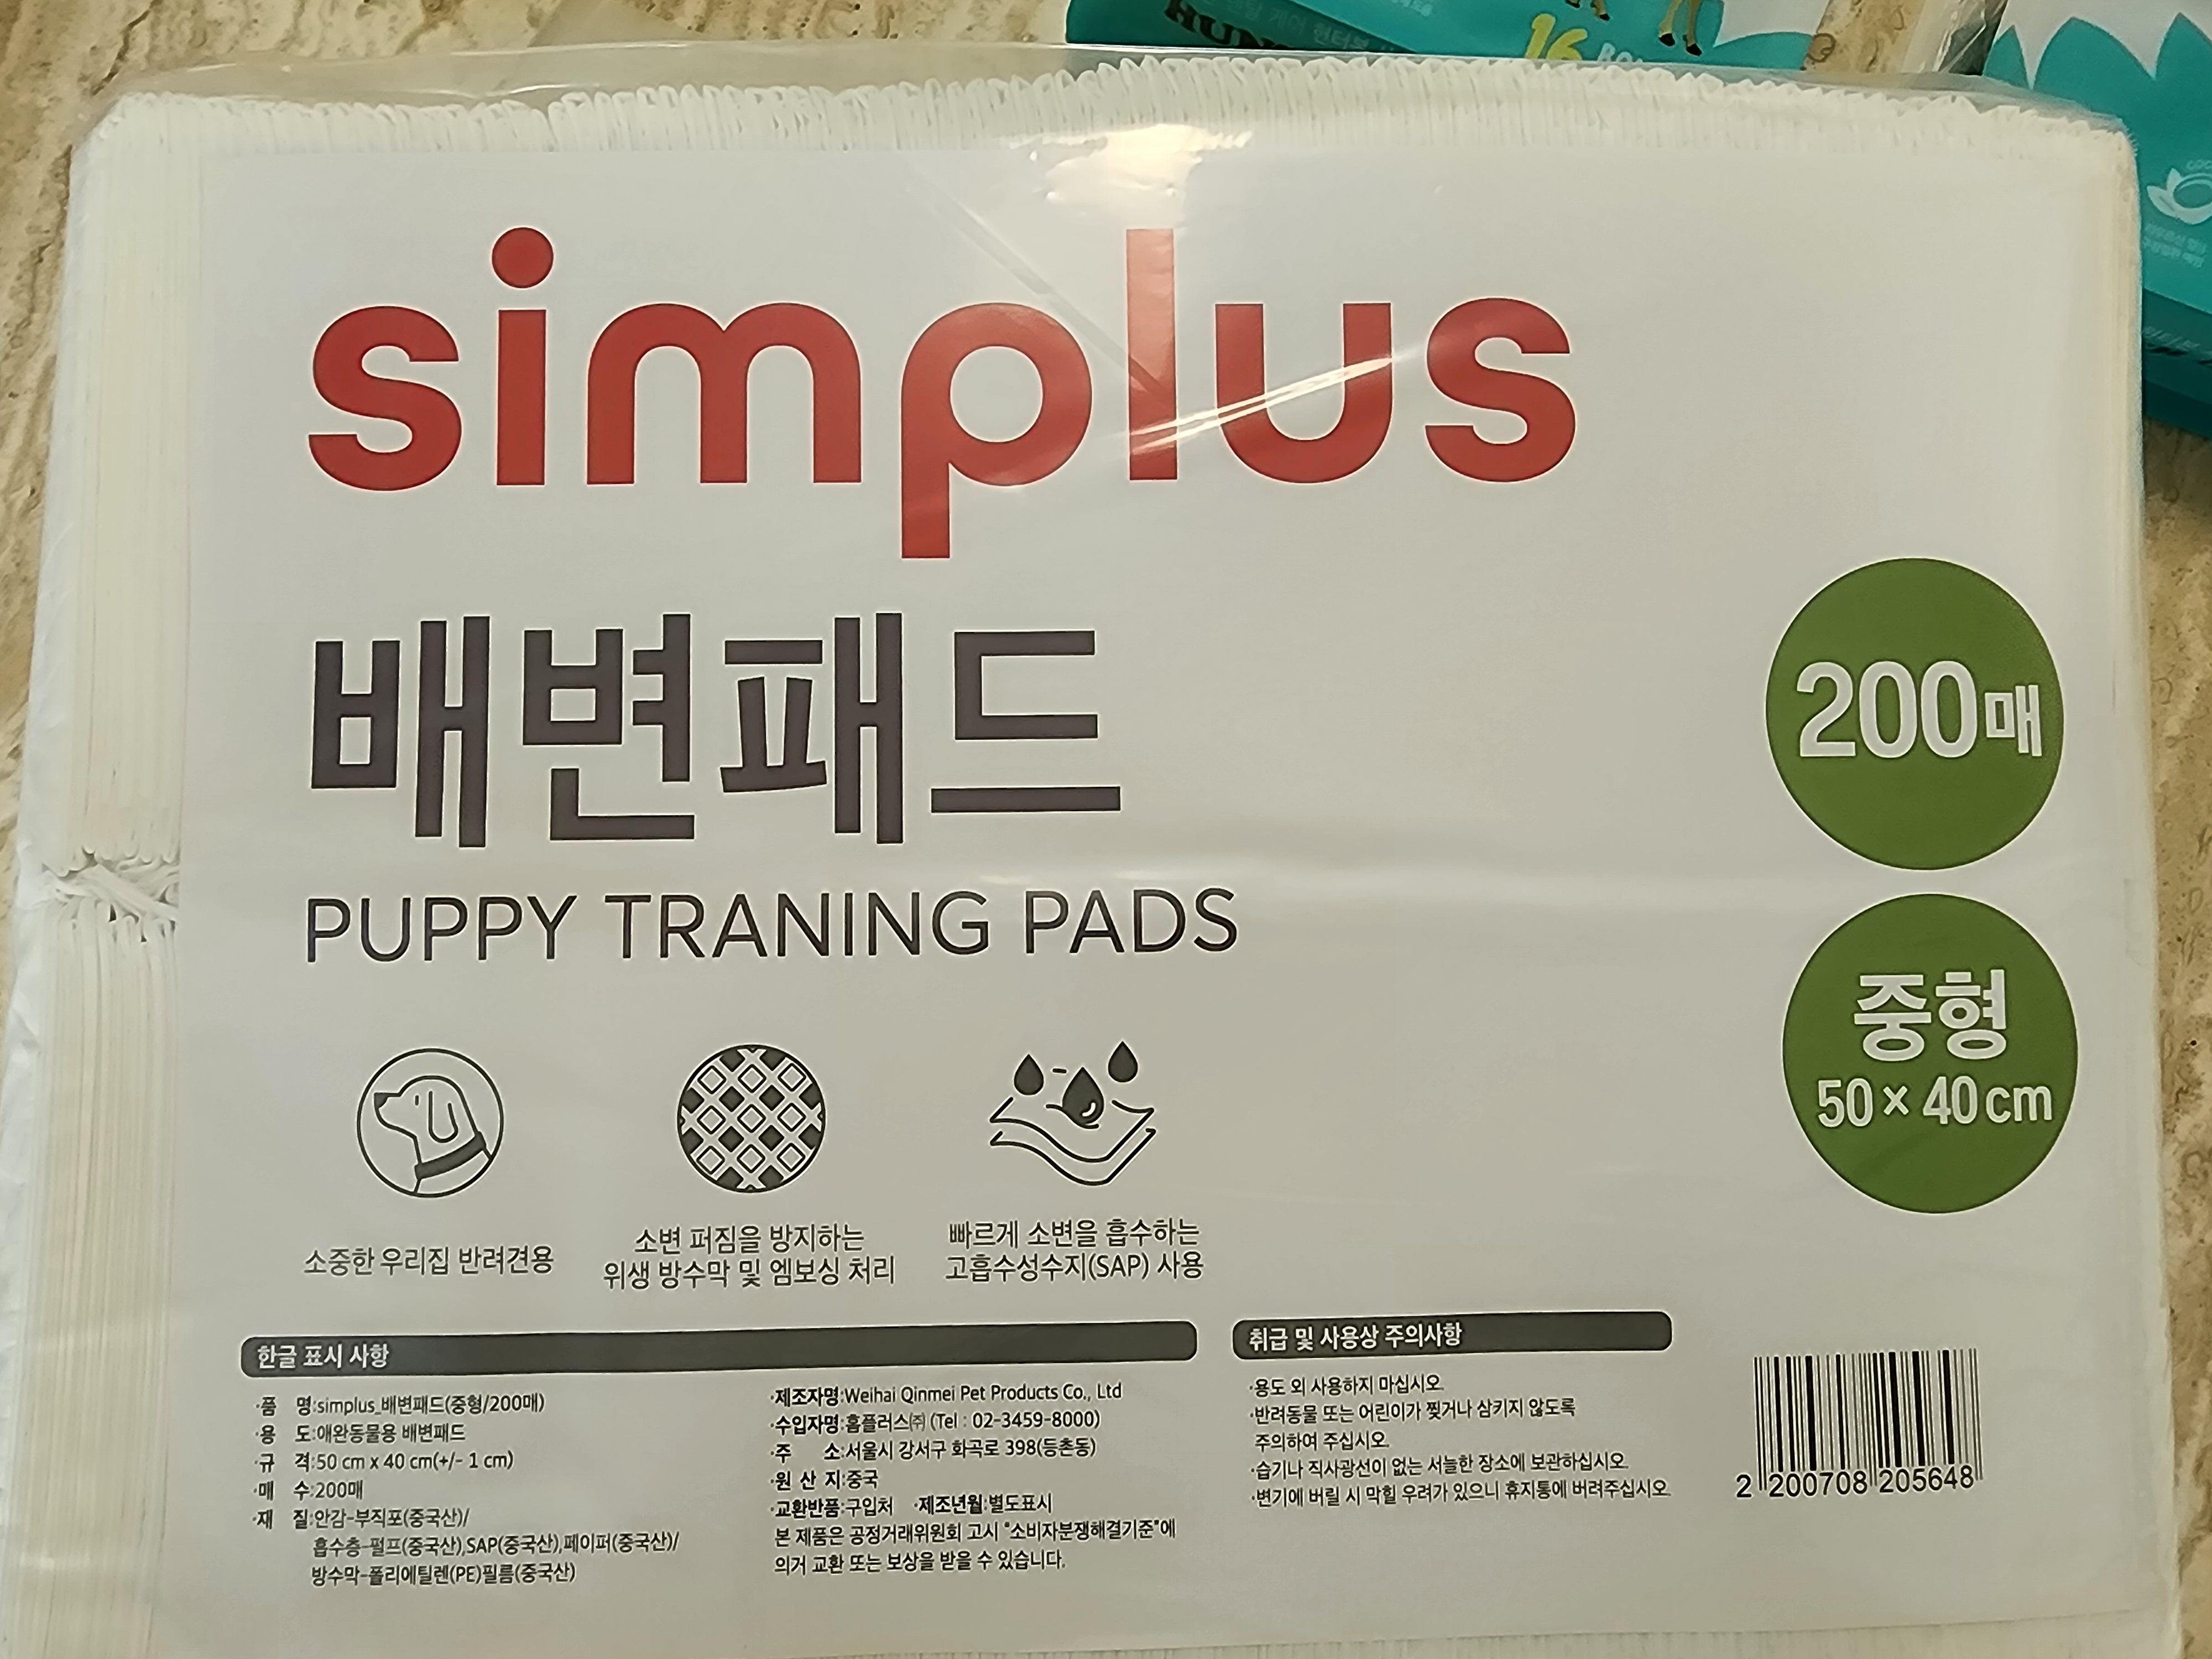 16
simplus
배변패드
PUPPY TRANING PADS
200매
중형
50 × 40 cm
소중한 우리집 반려견용
소변 퍼짐을 방지하는
위생 방수막 및 엠보싱 처리
빠르게 소변을 흡수하는
고흡수성수지(SAP) 사용
한글 표시 사항
·품 명:simplus_배변패드(중형/200매)
·용 도:애완동물용 배변패드
·규 격:50 cm x 40 cm(+/- 1 cm)
·매 수:200매
·재 질:안감-부직포(중국산)/
흡수층-펄프(중국산),SAP(중국산),페이퍼(중국산)/
방수막-폴리에틸렌(PE)필름(중국산)
·제조자명:Weihai Qinmei Pet Products Co., Ltd
·수입자명:홈플러스㈜ (Tel : 02-3459-8000)
·주 소:서울시 강서구 화곡로 398(등촌동)
·원 산 지:중국
·교환반품:구입처 ·제조년월:별도표시
본 제품은 공정거래위원회 고시 "소비자분쟁해결기준"에
의거 교환 또는 보상을 받을 수 있습니다.
취급 및 사용상 주의사항
·용도 외 사용하지 마십시오.
·반려동물 또는 어린이가 찢거나 삼키지 않도록
주의하여 주십시오.
·습기나 직사광선이 없는 서늘한 장소에 보관하십시오.
·변기에 버릴 시 막힐 우려가 있으니 휴지통에 버려주십시오.
2 200708 205648